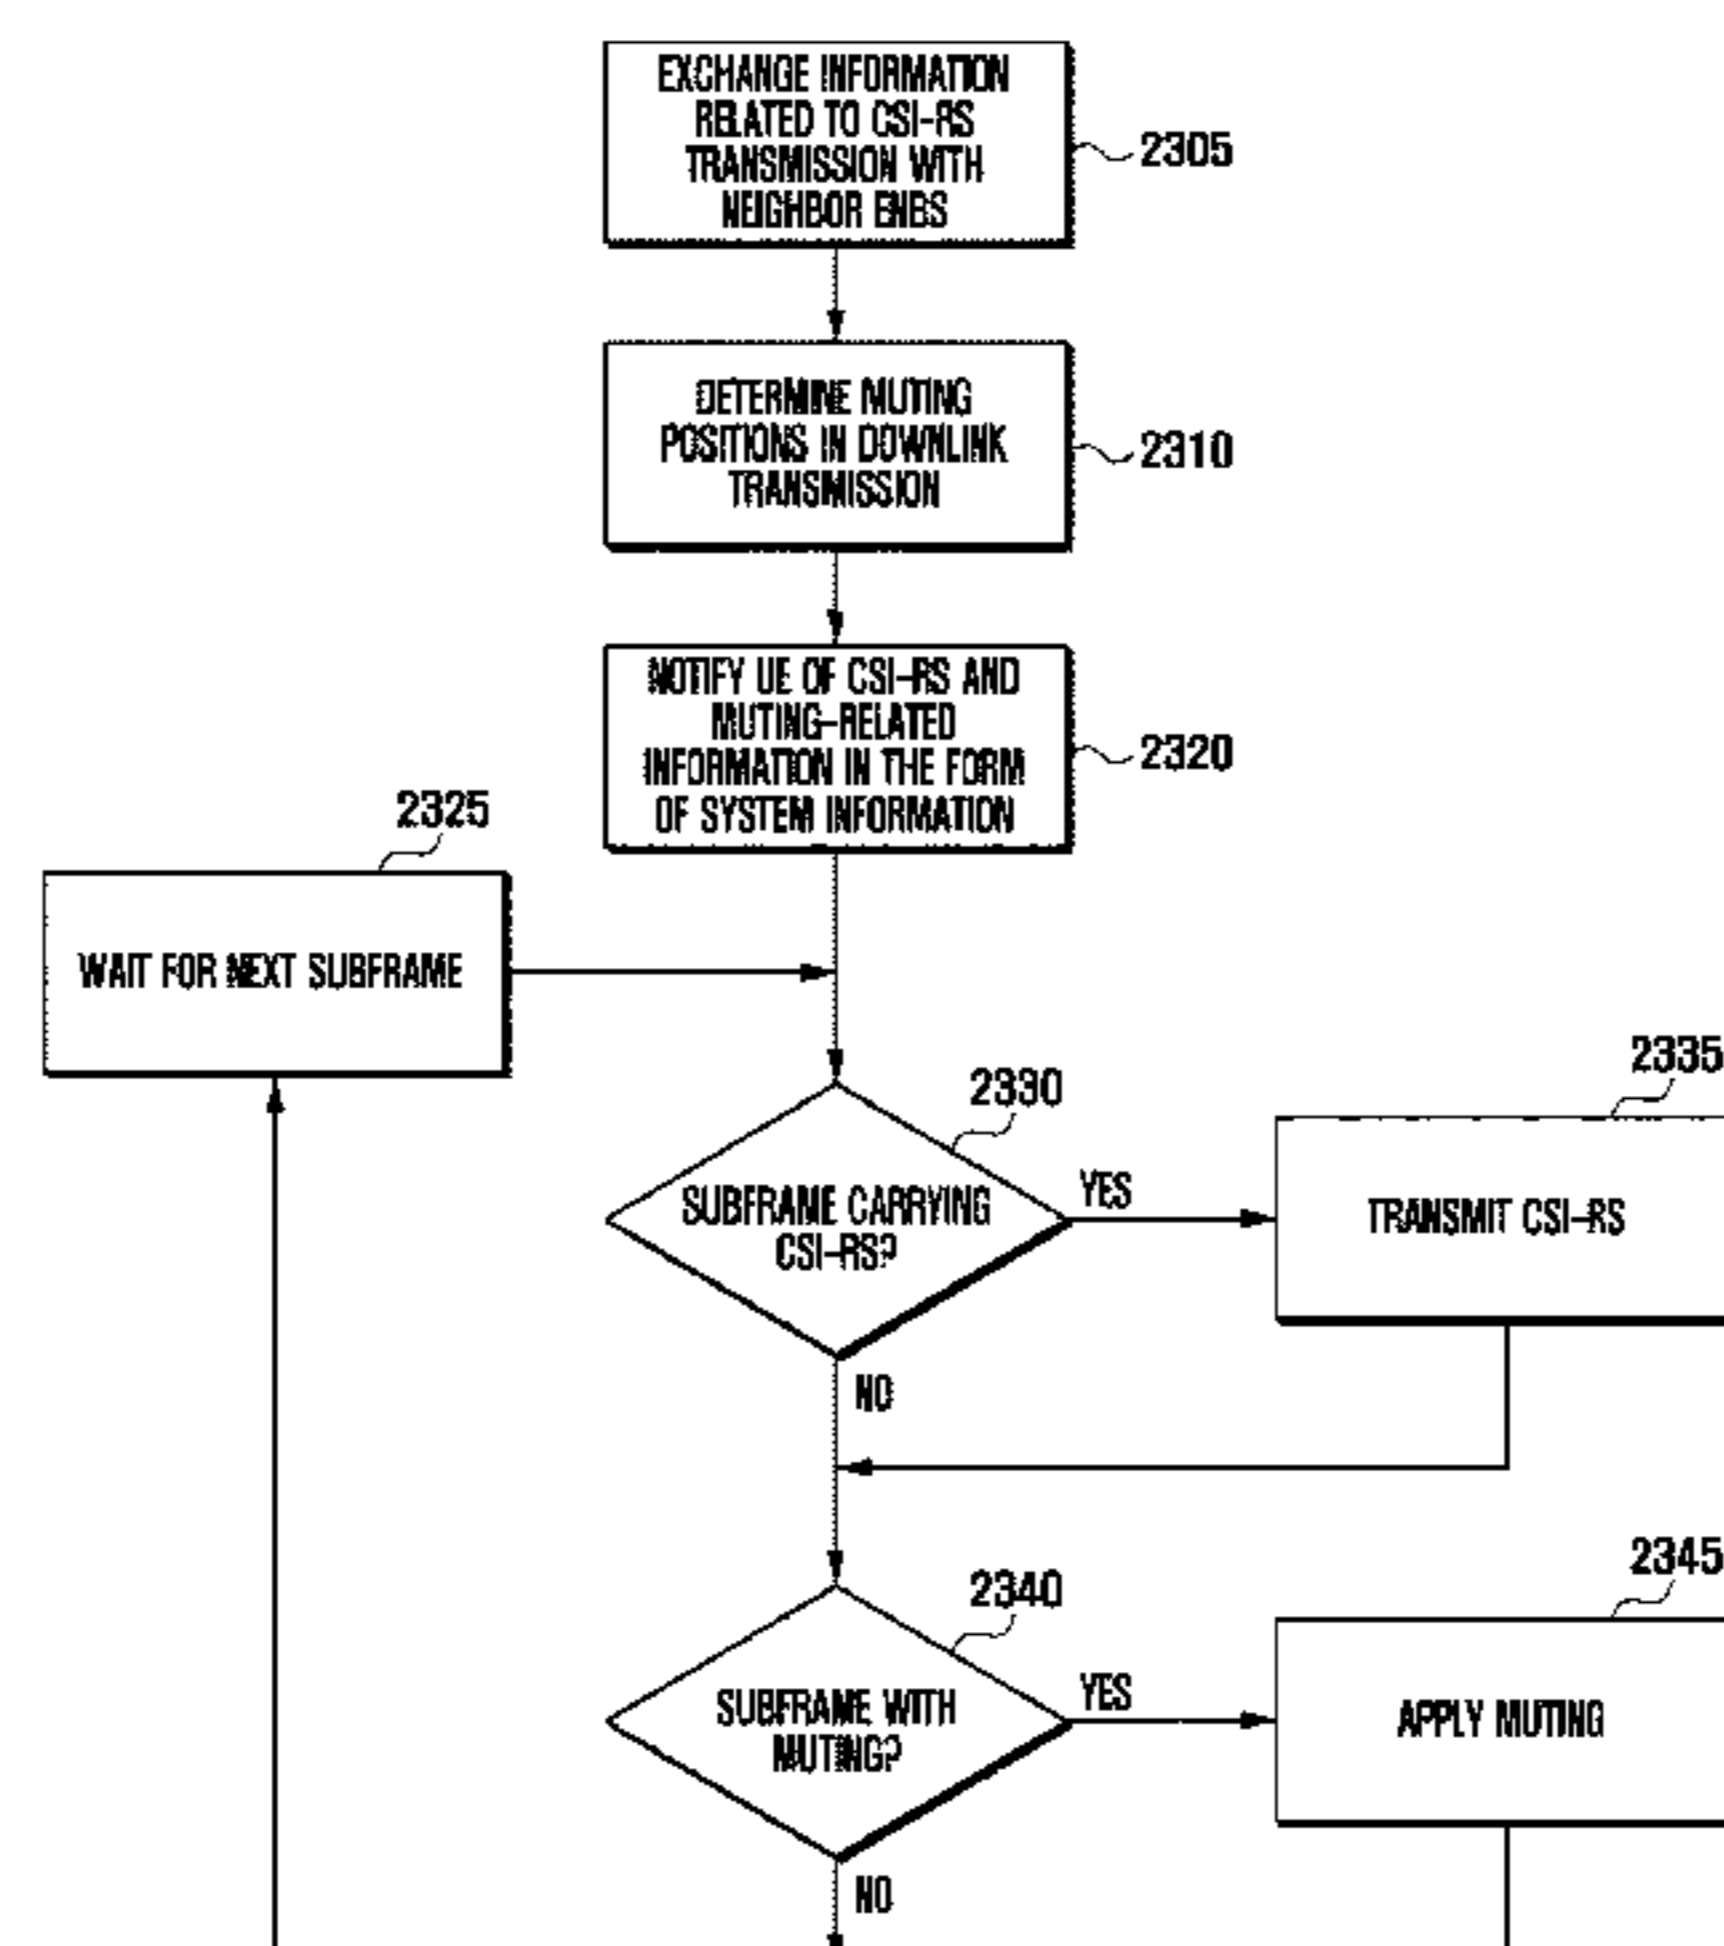 EXCHANGE INFORMATION
RELATED TO CSI-RS
TRANSMISSION WITH
NEIGHBOR ENBS
2305
DETERMINE MUTING
POSITIONS IN DOWNLINK
TRANSMISSION
2310
NOTIFY UE OF CSI-RS AND
MUTING-RELATED
INFORMATION IN THE FORM
OF SYSTEM INFORMATION
2320
2325
WAIT FOR NEXT SUBFRAME
2330
SUBFRAME CARRYING
CSI-RS?
YES
2335
TRANSMIT CSI-RS
NO
2340
SUBFRAME WITH
MUTING?
YES
2345
APPLY MUTING
NO